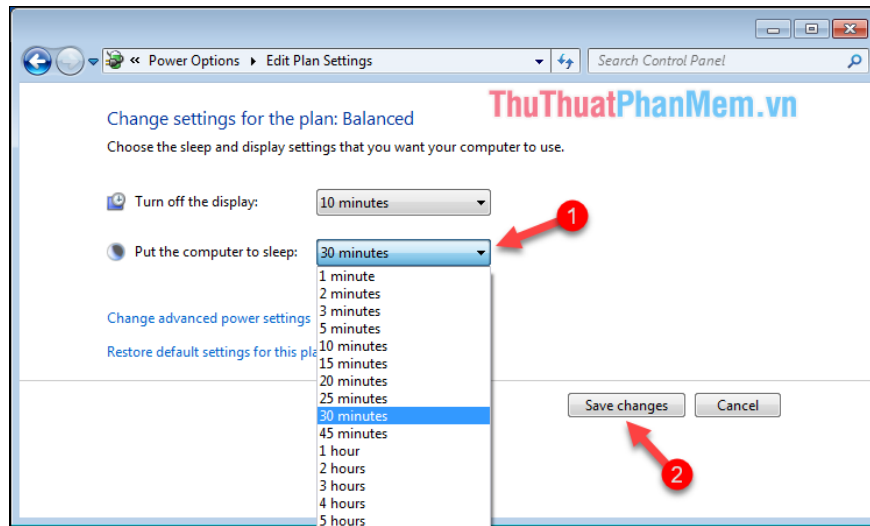 « Power Options ▸ Edit Plan Settings
Search Control Panel
ThuThuatPhanMem.vn
Change settings for the plan: Balanced
Choose the sleep and display settings that you want your computer to use.
Turn off the display: 10 minutes
1
Put the computer to sleep: 30 minutes
1 minute
2 minutes
3 minutes
5 minutes
10 minutes
15 minutes
20 minutes
25 minutes
30 minutes
45 minutes
1 hour
2 hours
3 hours
4 hours
5 hours
Change advanced power settings
Restore default settings for this pla
Save changes Cancel
2